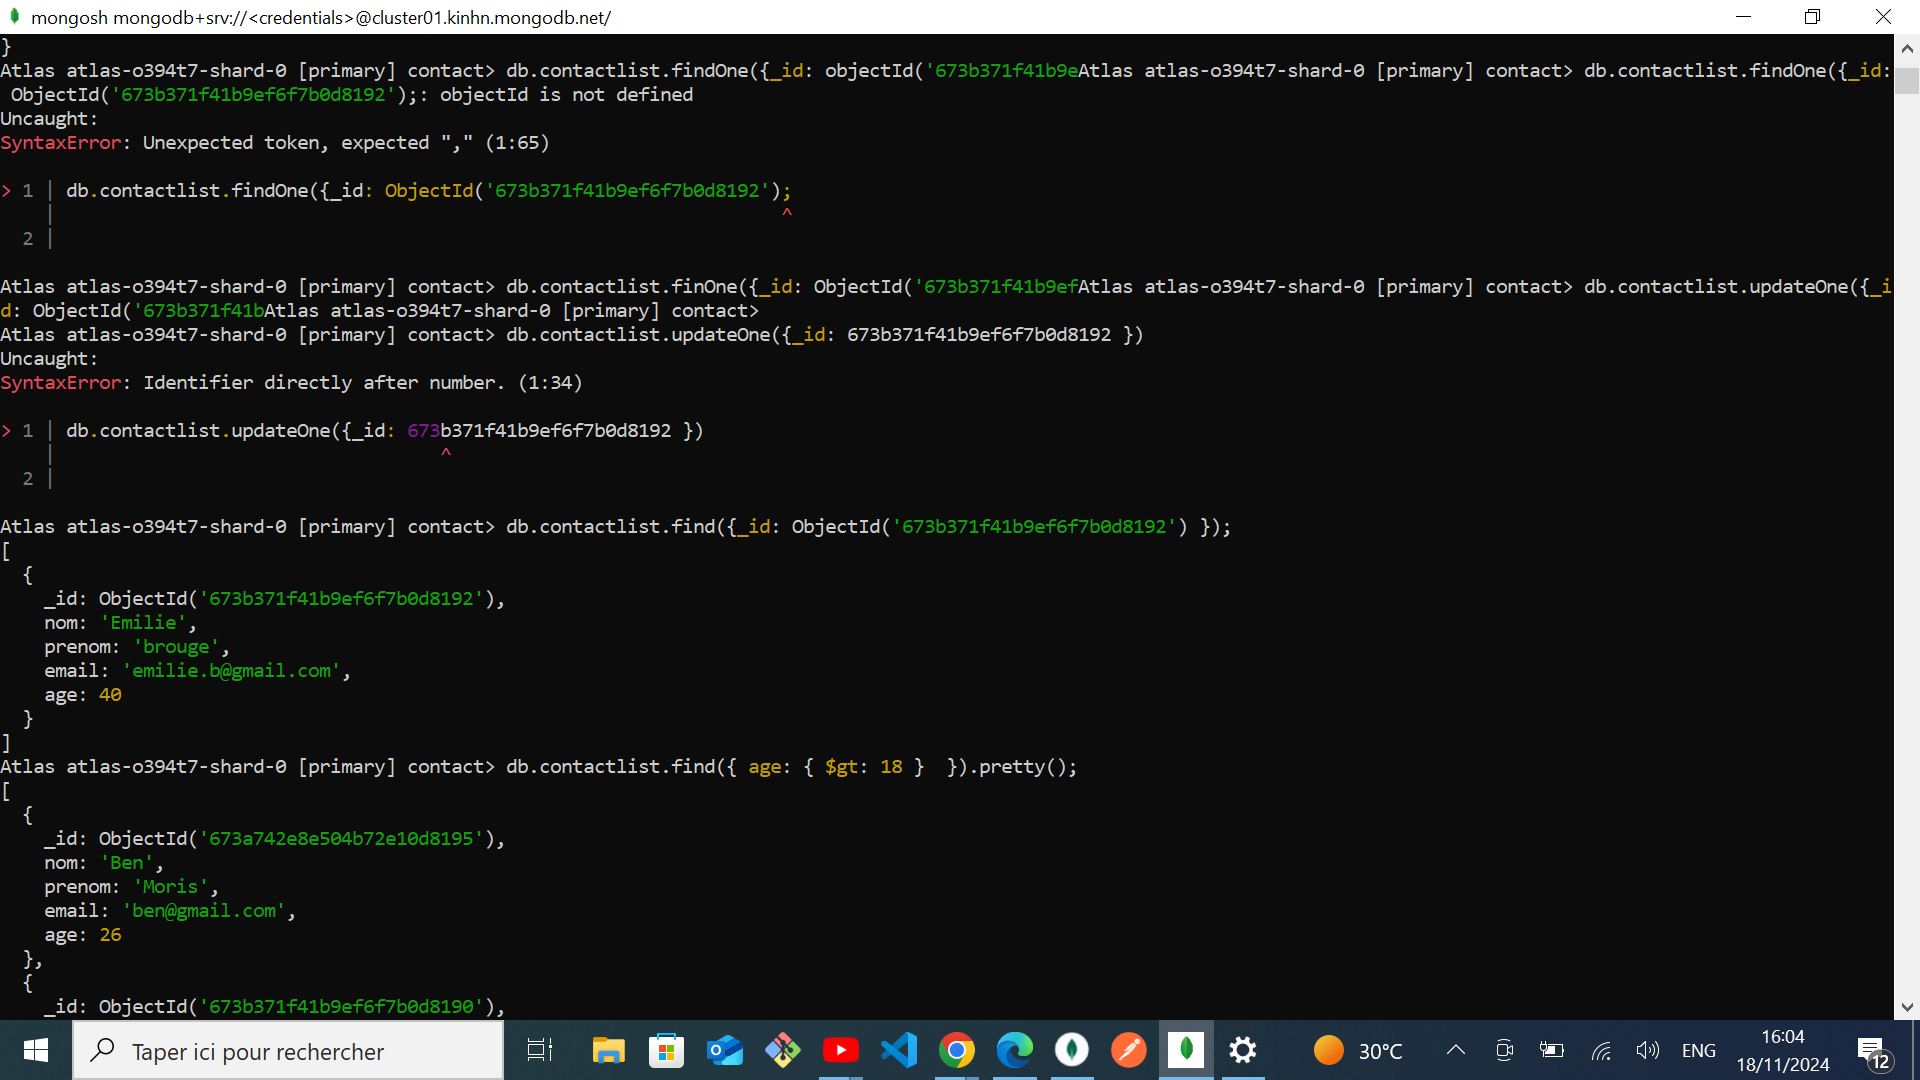 mongosh mongodb+srv://<credentials>@cluster01.kinhn.mongodb.net/
}
Atlas atlas-o394t7-shard-0 [primary] contact> db.contactlist.findOne({_id: objectId('673b371f41b9eAtlas atlas-o394t7-shard-0 [primary] contact> db.contactlist.findOne({_id:
 ObjectId('673b371f41b9ef6f7b0d8192');: objectId is not defined
Uncaught:
SyntaxError: Unexpected token, expected "," (1:65)
> 1 | db.contactlist.findOne({_id: ObjectId('673b371f41b9ef6f7b0d8192');
    |                                                                  ^
  2 |
Atlas atlas-o394t7-shard-0 [primary] contact> db.contactlist.finOne({_id: ObjectId('673b371f41b9efAtlas atlas-o394t7-shard-0 [primary] contact> db.contactlist.updateOne({_i
d: ObjectId('673b371f41bAtlas atlas-o394t7-shard-0 [primary] contact>
Atlas atlas-o394t7-shard-0 [primary] contact> db.contactlist.updateOne({_id: 673b371f41b9ef6f7b0d8192 })
Uncaught:
SyntaxError: Identifier directly after number. (1:34)
> 1 | db.contactlist.updateOne({_id: 673b371f41b9ef6f7b0d8192 })
    |                                   ^
  2 |
Atlas atlas-o394t7-shard-0 [primary] contact> db.contactlist.find({_id: ObjectId('673b371f41b9ef6f7b0d8192') });
[
  {
    _id: ObjectId('673b371f41b9ef6f7b0d8192'),
    nom: 'Emilie',
    prenom: 'brouge',
    email: 'emilie.b@gmail.com',
    age: 40
  }
]
Atlas atlas-o394t7-shard-0 [primary] contact> db.contactlist.find({ age: { $gt: 18 }  }).pretty();
[
  {
    _id: ObjectId('673a742e8e504b72e10d8195'),
    nom: 'Ben',
    prenom: 'Moris',
    email: 'ben@gmail.com',
    age: 26
  },
  {
    _id: ObjectId('673b371f41b9ef6f7b0d8190'),
Taper ici pour rechercher
30°C
ENG
16:04
18/11/2024
12